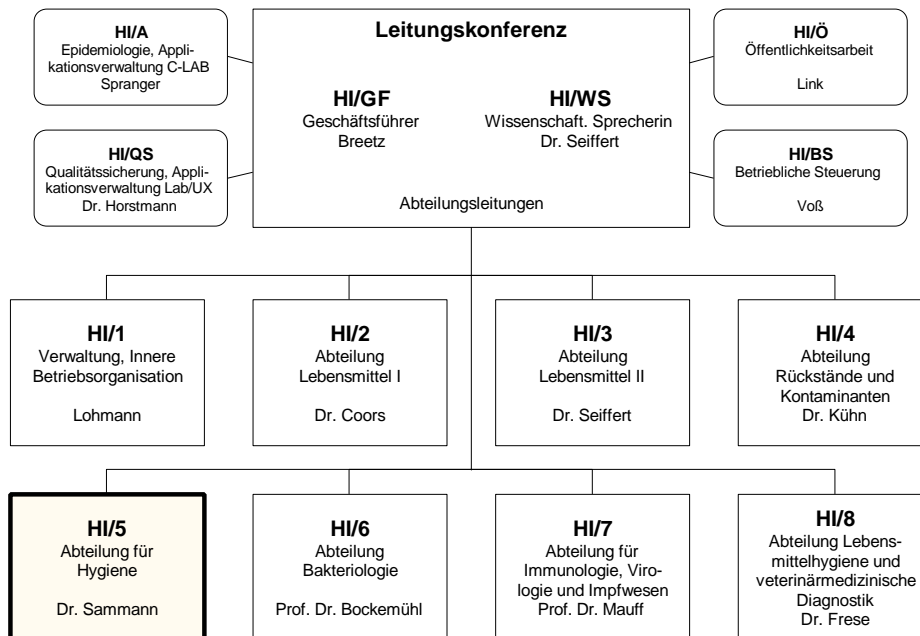 HI/A
Epidemiologie, Appli-
kationsverwaltung C-LAB
Spranger
Leitungskonferenz
HI/GF
Geschäftsführer
Breetz
HI/WS
Wissenschaft. Sprecherin
Dr. Seiffert
Abteilungsleitungen
HI/Ö
Öffentlichkeitsarbeit
Link
HI/QS
Qualitätssicherung, Appli-
kationsverwaltung Lab/UX
Dr. Horstmann
HI/BS
Betriebliche Steuerung
Voß
HI/1
Verwaltung, Innere
Betriebsorganisation
Lohmann
HI/2
Abteilung
Lebensmittel I
Dr. Coors
HI/3
Abteilung
Lebensmittel II
Dr. Seiffert
HI/4
Abteilung
Rückstände und
Kontaminanten
Dr. Kühn
HI/5
Abteilung für
Hygiene
Dr. Sammann
HI/6
Abteilung
Bakteriologie
Prof. Dr. Bockemühl
HI/7
Abteilung für
Immunologie, Viro-
logie und Impfwesen
Prof. Dr. Mauff
HI/8
Abteilung Lebens-
mittelhygiene und
veterinärmedizinische
Diagnostik
Dr. Frese